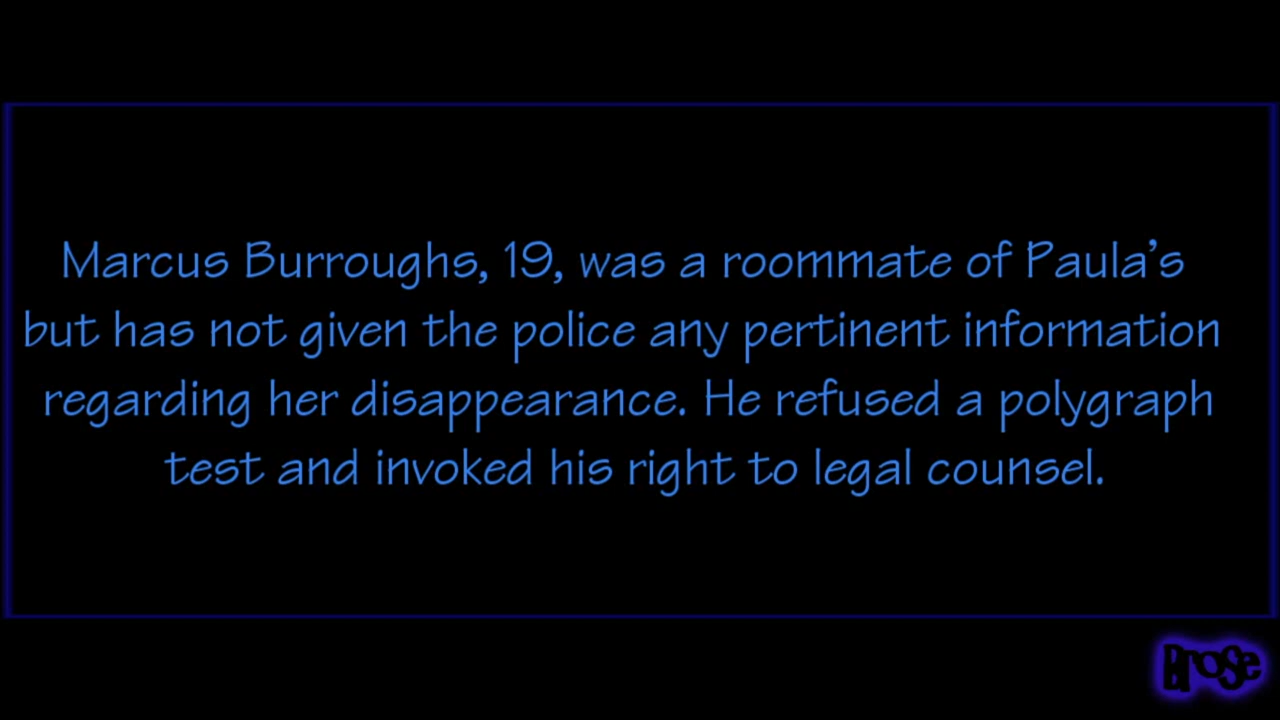 Marcus Burroughs, 19, was a roommate of Paula's
but has not given the police any pertinent information
regarding her disappearance. He refused a polygraph
test and invoked his right to legal counsel.
Brose